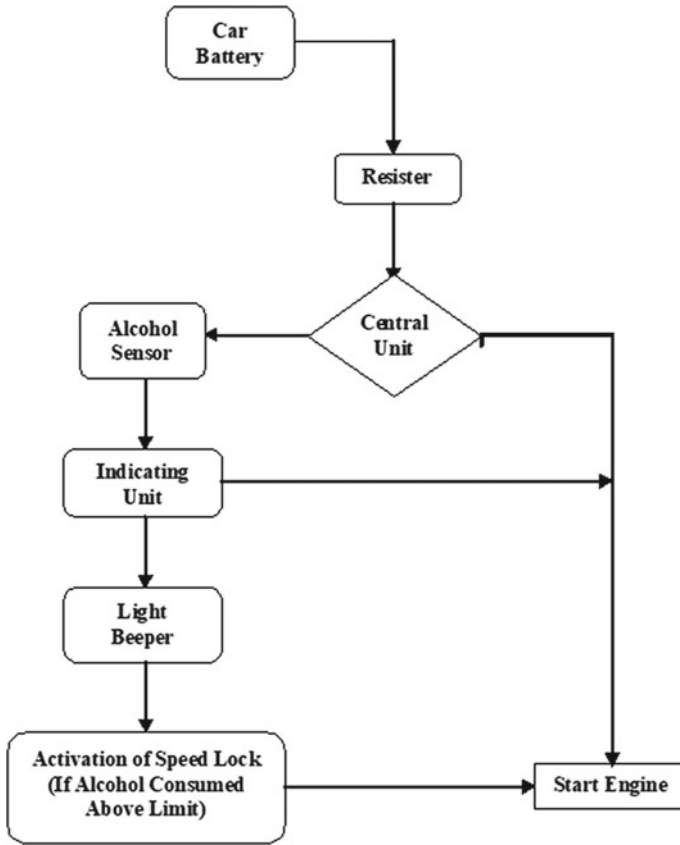 Car
Battery
Resister
Central
Unit
Alcohol
Sensor
Indicating
Unit
Light
Beeper
Activation of Speed Lock
(If Alcohol Consumed
Above Limit)
Start Engine